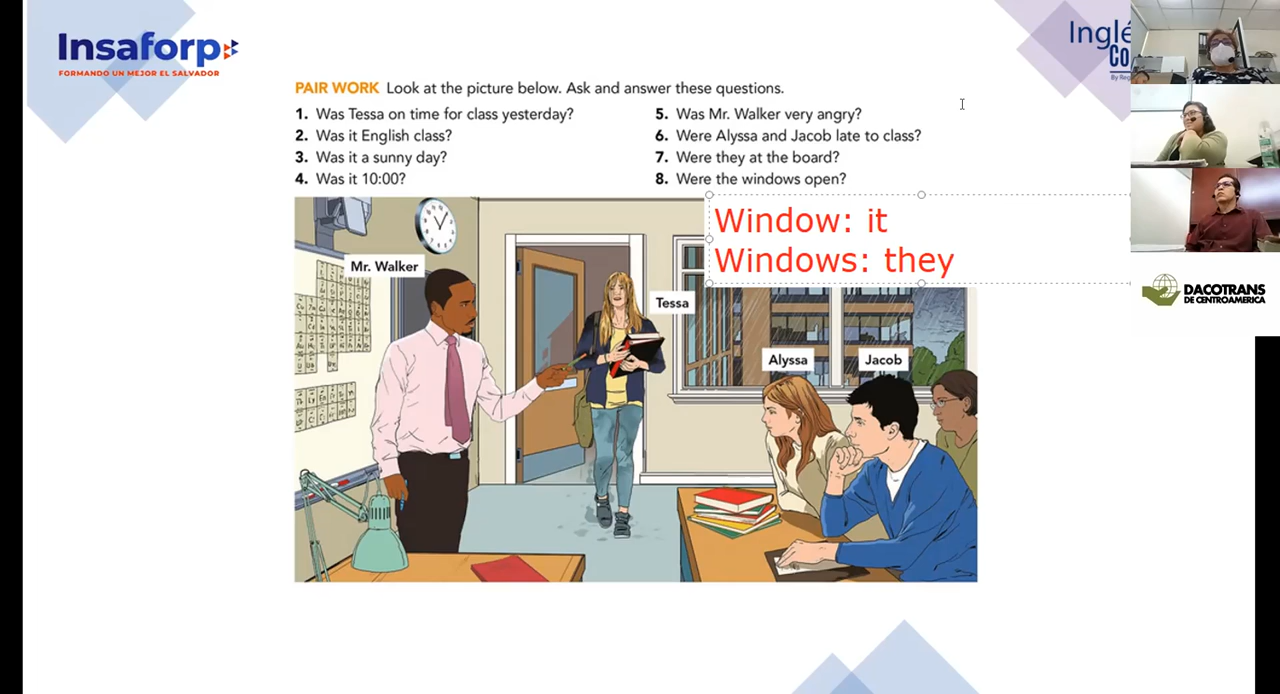 Insaforp
FORMANDO UN MEJOR EL SALVADOR
Inglé
CO
By Reg
PAIR WORK Look at the picture below. Ask and answer these questions.
1. Was Tessa on time for class yesterday?
2. Was it English class?
3. Was it a sunny day?
4. Was it 10:00?
5. Was Mr. Walker very angry?
6. Were Alyssa and Jacob late to class?
7. Were they at the board?
8. Were the windows open?
Window: it
Windows: they
Mr. Walker
Tessa
Alyssa
Jacob
DACOTRANS
DE CENTROAMERICA